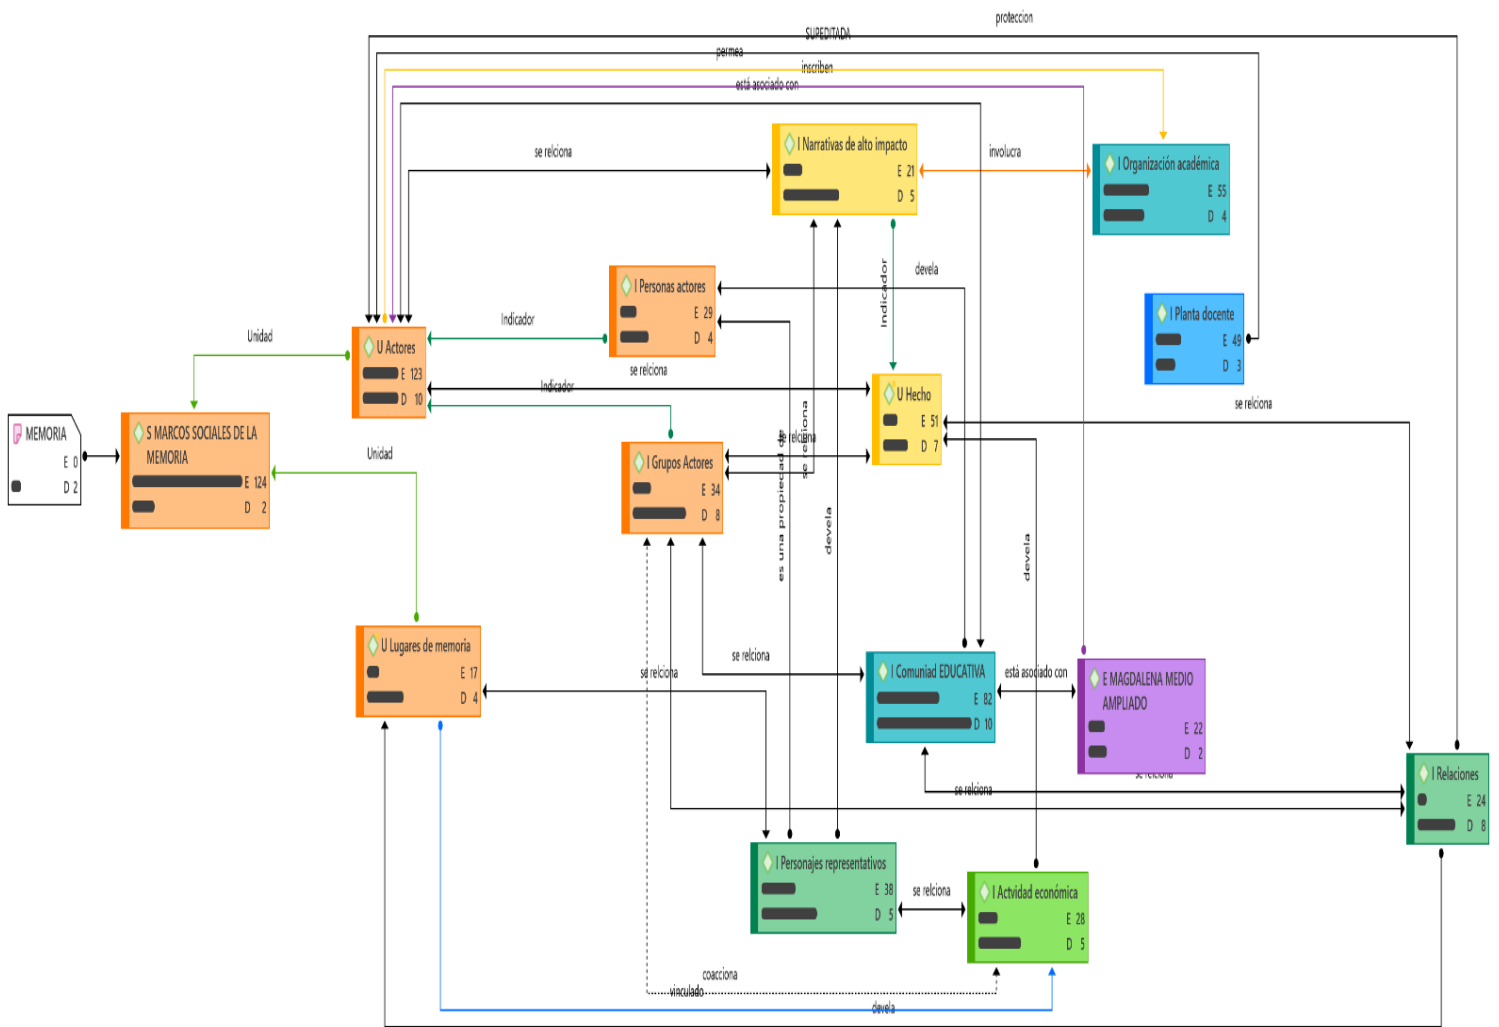 proteccion
SUPEDITADA
permea
inscriben
está asociado con
se relciona
I Narrativas de alto impacto
E 21
D 5
involucra
I Organización académica
E 55
D 4
devela
Indicador
I Personas actores
E 29
D 4
Indicador
I Planta docente
E 49
D 3
Unidad
U Actores
E 123
D 10
se relciona
Indicador
U Hecho
E 51
D 7
se relciona
MEMORIA
E 0
D 2
S MARCOS SOCIALES DE LA
MEMORIA
E 124
D 2
Unidad
I Grupos Actores
E 34
D 8
se relciona
se relciona
es una propiedad de
devela
devela
U Lugares de memoria
E 17
D 4
se relciona
se relciona
I Comuniad EDUCATIVA
E 82
D 10
está asociado con
E MAGDALENA MEDIO
AMPLIADO
E 22
D 2
se relciona
se relciona
I Relaciones
E 24
D 8
I Personajes representativos
E 38
D 5
se relciona
I Actvidad económica
E 28
D 5
coacciona
vinculado
devela